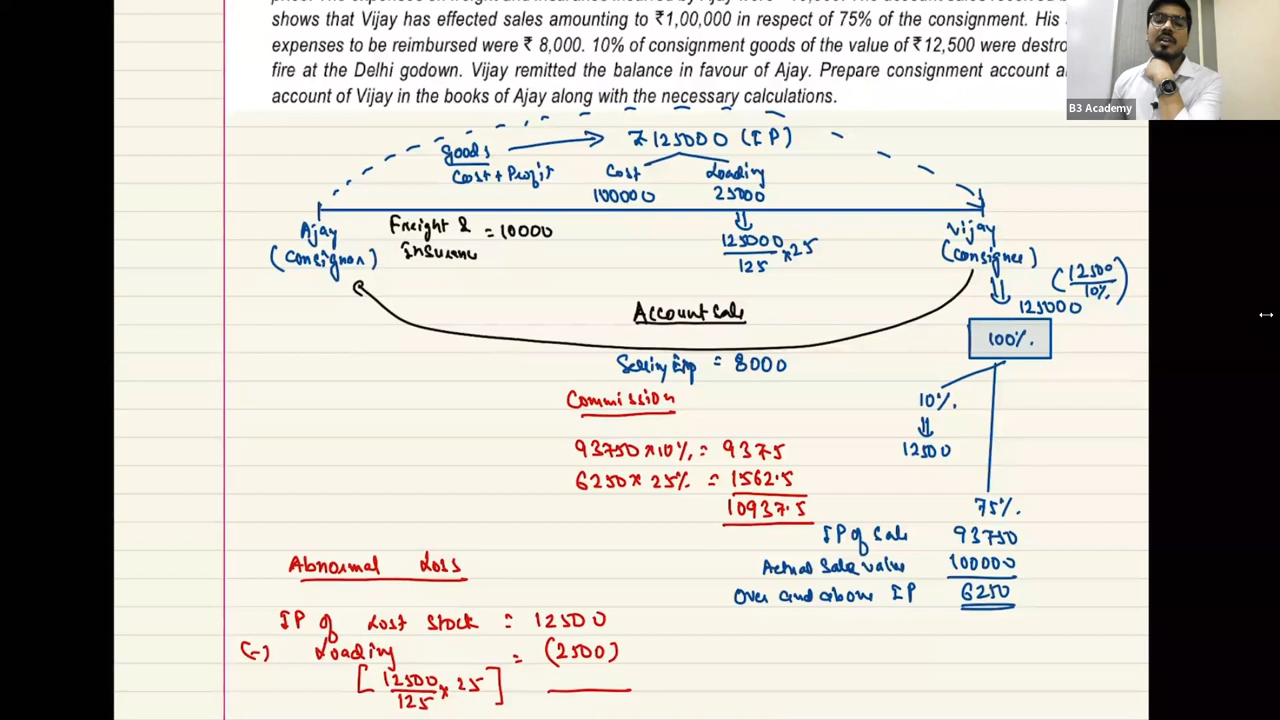 shows that Vijay has effected sales amounting to ₹1,00,000 in respect of 75% of the consignment. His
expenses to be reimbursed were ₹ 8,000. 10% of consignment goods of the value of ₹12,500 were destro
fire at the Delhi godown. Vijay remitted the balance in favour of Ajay. Prepare consignment account a
account of Vijay in the books of Ajay along with the necessary calculations.
B3 Academy
Goods → ₹ 125000 (IP)
Cost + Profit
Cost Loading
100000 25000
Ajay
(Consignor)
Freight &
Insuranc = 10000
125000/125 × 25
Vijay
(Consignee)
(12500/10%)
125000
100%.
Account Sale
Selling Exp = 8000
10%.
12500
Commission
93750 × 10% = 9375
6250 × 25% = 1562.5
10937.5
75%.
IP of Sale 93750
Actual Sale value 100000
Over and above IP 6250
Abnormal Loss
IP of Lost Stock = 12500
(-) Loading = (2500)
[12500/125 × 25]